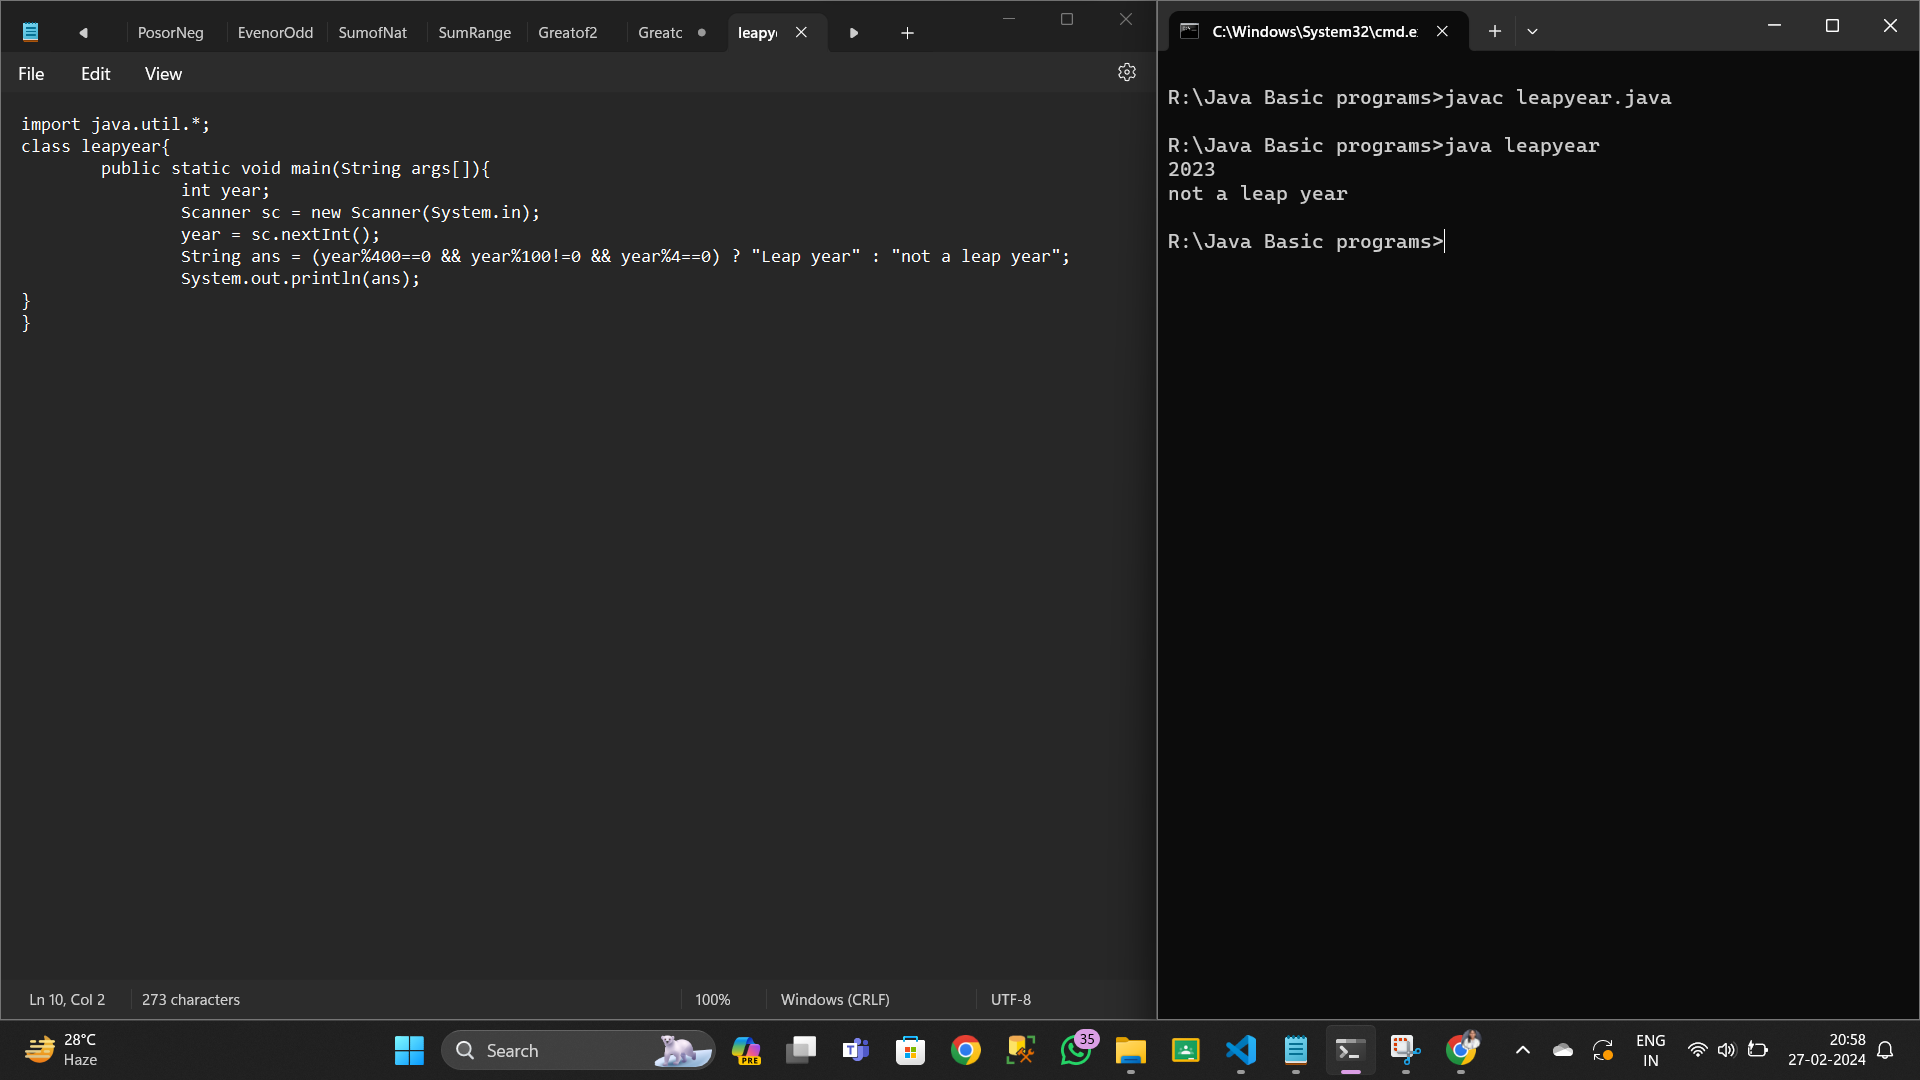 PosorNeg EvenorOdd SumofNat SumRange Greatof2 Greatc leapy
File Edit View
import java.util.*;
class leapyear{
public static void main(String args[]){
int year;
Scanner sc = new Scanner(System.in);
year = sc.nextInt();
String ans = (year%400==0 && year%100!=0 && year%4==0) ? "Leap year" : "not a leap year";
System.out.println(ans);
}
}
Ln 10, Col 2 273 characters 100% Windows (CRLF) UTF-8
C:\Windows\System32\cmd.e
R:\Java Basic programs>javac leapyear.java
R:\Java Basic programs>java leapyear
2023
not a leap year
R:\Java Basic programs>
28°C
Haze
Search
PRE
35
ENG
IN
20:58
27-02-2024